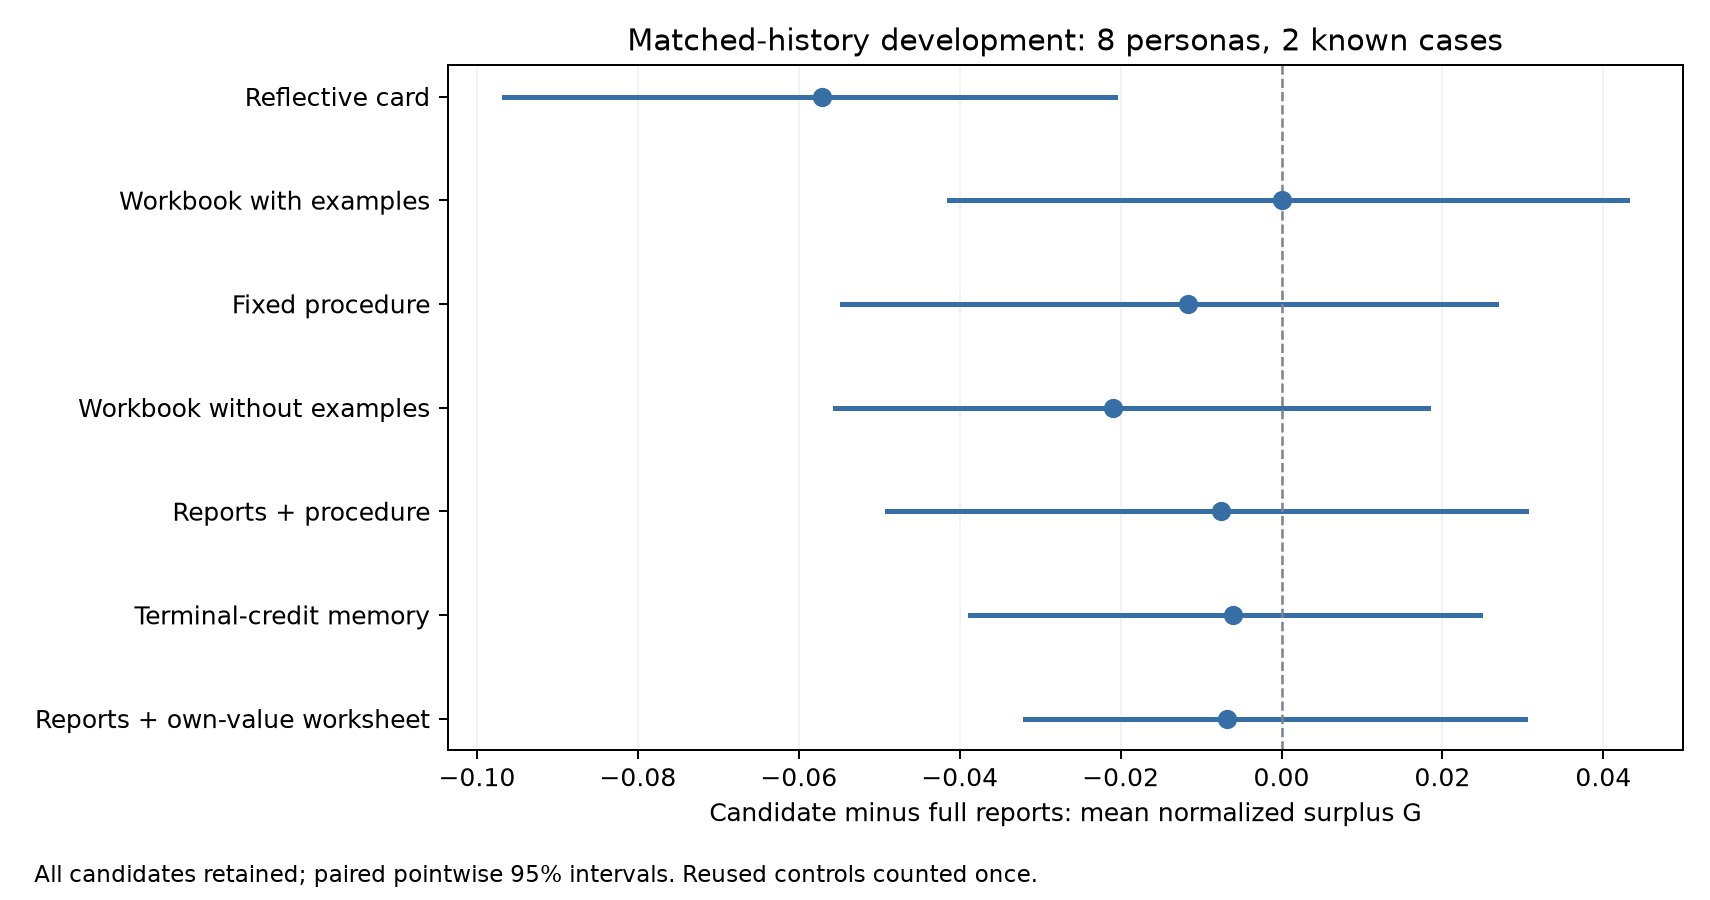 Matched-history development: 8 personas, 2 known cases
Reflective card
Workbook with examples
Fixed procedure
Workbook without examples
Reports + procedure
Terminal-credit memory
Reports + own-value worksheet
−0.10 −0.08 −0.06 −0.04 −0.02 0.00 0.02 0.04
Candidate minus full reports: mean normalized surplus G
All candidates retained; paired pointwise 95% intervals. Reused controls counted once.